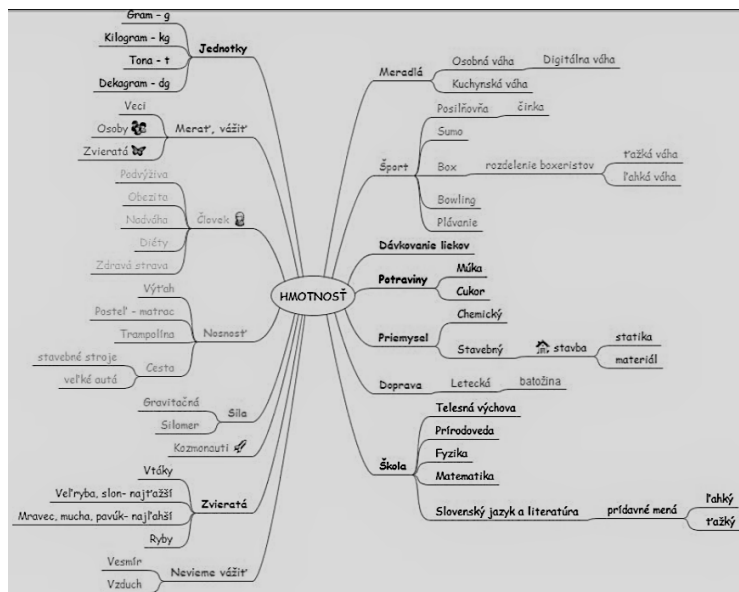 HMOTNOSŤ
Jednotky
Gram - g
Kilogram - kg
Tona - t
Dekagram - dg
Merať, vážiť
Veci
Osoby
Zvieratá
Človek
Podvýživa
Obezita
Nadváha
Diéty
Zdravá strava
Nosnosť
Výťah
Posteľ - matrac
Trampolína
Cesta
stavebné stroje
veľké autá
Sila
Gravitačná
Silomer
Kozmonauti
Zvieratá
Vtáky
Veľryba, slon- najťažší
Mravec, mucha, pavúk- najľahší
Ryby
Nevieme vážiť
Vesmír
Vzduch
Meradlá
Osobná váha
Digitálna váha
Kuchynská váha
Šport
Posilňovňa
činka
Sumo
Box
rozdelenie boxeristov
ťažká váha
ľahká váha
Bowling
Plávanie
Dávkovanie liekov
Potraviny
Múka
Cukor
Priemysel
Chemický
Stavebný
stavba
statika
materiál
Doprava
Letecká
batožina
Škola
Telesná výchova
Prírodoveda
Fyzika
Matematika
Slovenský jazyk a literatúra
prídavné mená
ľahký
ťažký